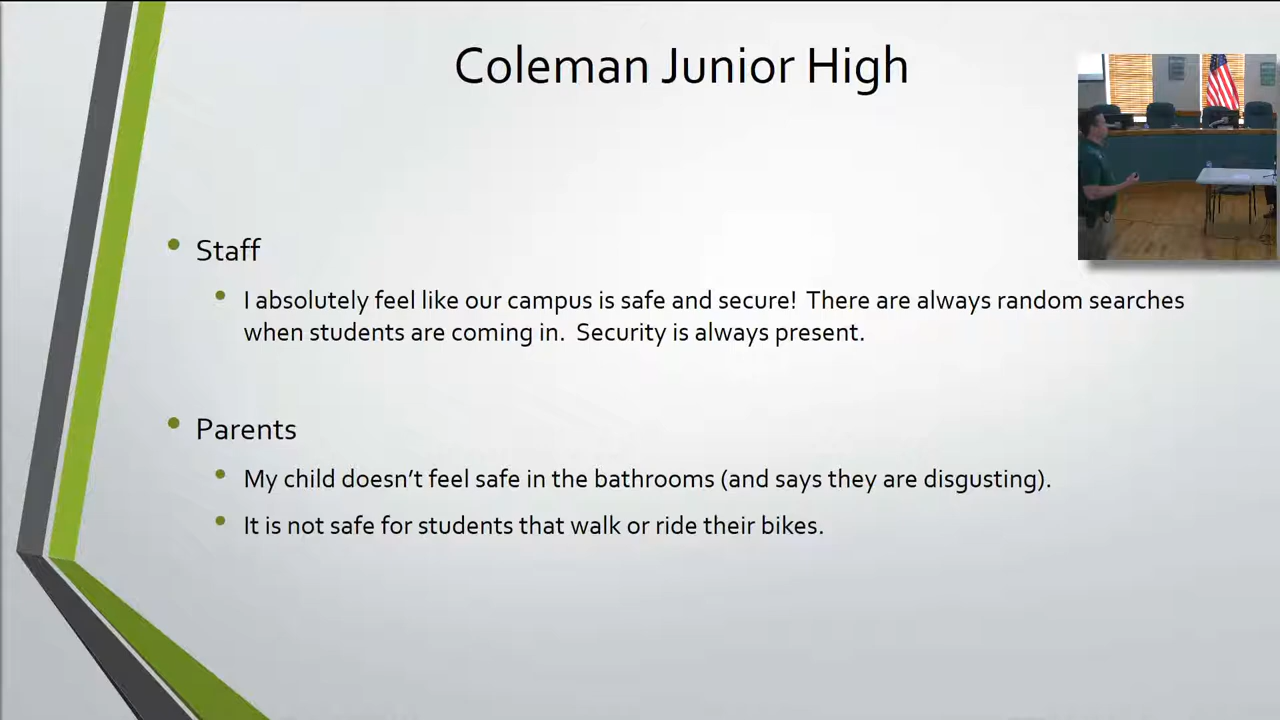 Coleman Junior High
Staff
I absolutely feel like our campus is safe and secure!  There are always random searches
when students are coming in.  Security is always present.
Parents
My child doesn’t feel safe in the bathrooms (and says they are disgusting).
It is not safe for students that walk or ride their bikes.